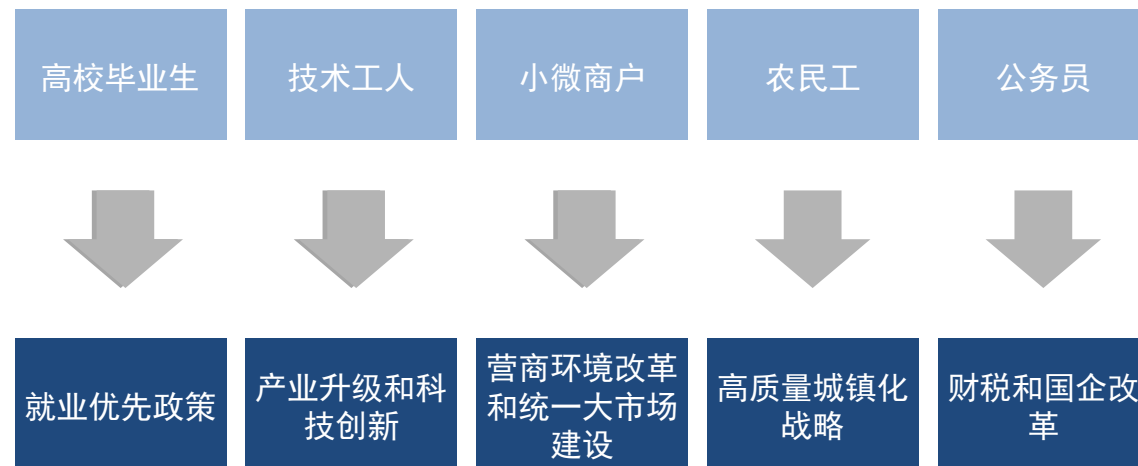 高校毕业生
技术工人
小微商户
农民工
公务员
就业优先政策
产业升级和科
技创新
营商环境改革
和统一大市场
建设
高质量城镇化
战略
财税和国企改
革